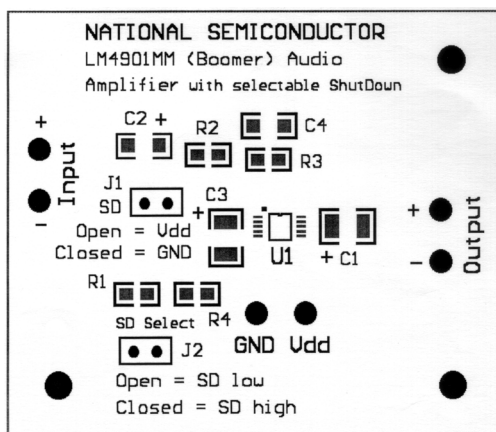 NATIONAL SEMICONDUCTOR
LM4901MM (Boomer) Audio
Amplifier with selectable ShutDown
C2 +
C4
R2
R3
+
Input
-
J1
SD
Open = Vdd
Closed = GND
C3
+
U1
+ C1
+
Output
-
R1
R4
SD Select
J2
GND Vdd
Open = SD low
Closed = SD high